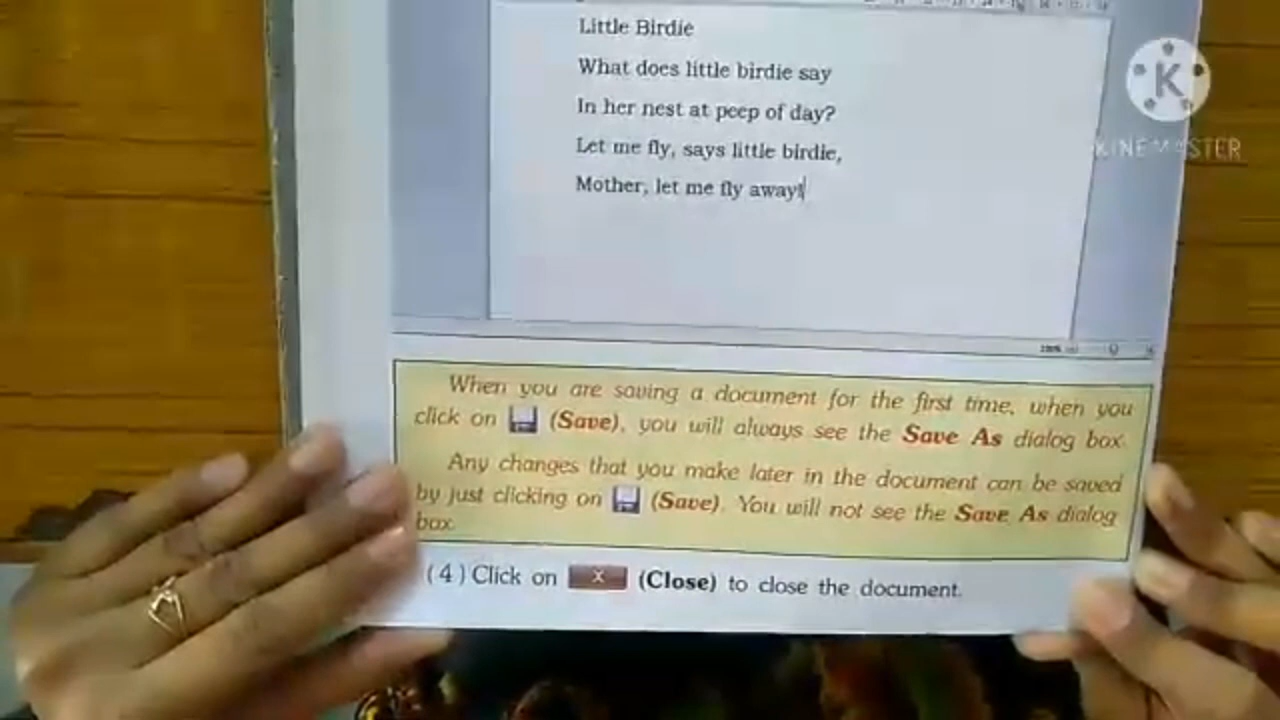 Little Birdie
What does little birdie say
In her nest at peep of day?
Let me fly, says little birdie,
Mother, let me fly away!
When you are saving a document for the first time, when you
click on (Save), you will always see the Save As dialog box.
Any changes that you make later in the document can be saved
by just clicking on (Save). You will not see the Save As dialog
box.
(4) Click on X (Close) to close the document.
K
KINEMASTER